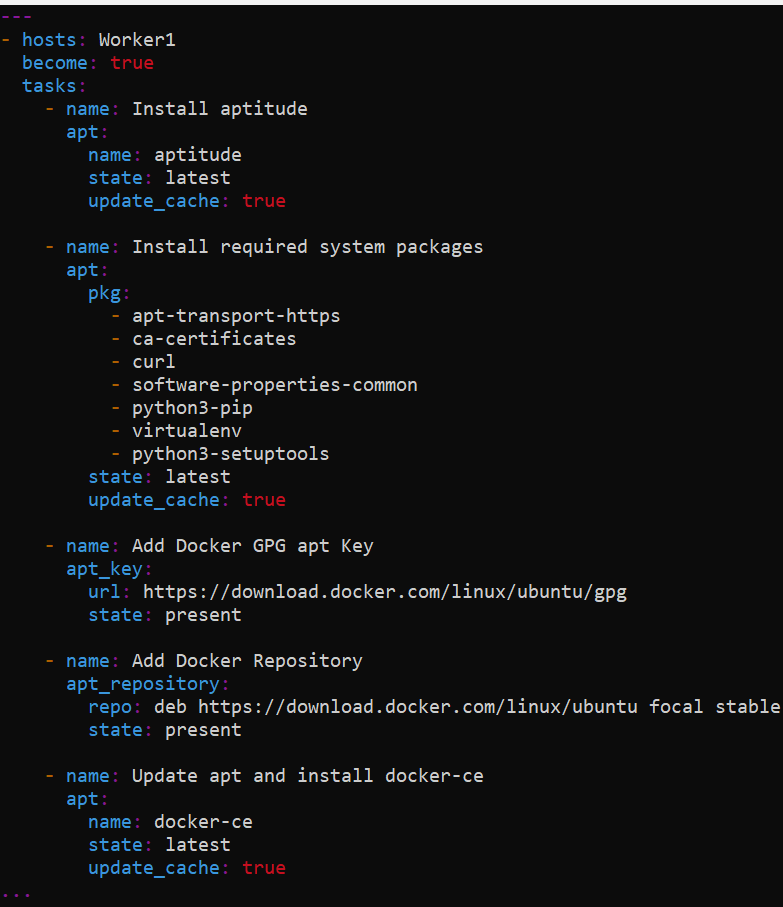 ---
- hosts: Worker1
  become: true
  tasks:
    - name: Install aptitude
      apt:
        name: aptitude
        state: latest
        update_cache: true

    - name: Install required system packages
      apt:
        pkg:
          - apt-transport-https
          - ca-certificates
          - curl
          - software-properties-common
          - python3-pip
          - virtualenv
          - python3-setuptools
        state: latest
        update_cache: true

    - name: Add Docker GPG apt Key
      apt_key:
        url: https://download.docker.com/linux/ubuntu/gpg
        state: present

    - name: Add Docker Repository
      apt_repository:
        repo: deb https://download.docker.com/linux/ubuntu focal stable
        state: present

    - name: Update apt and install docker-ce
      apt:
        name: docker-ce
        state: latest
        update_cache: true
...